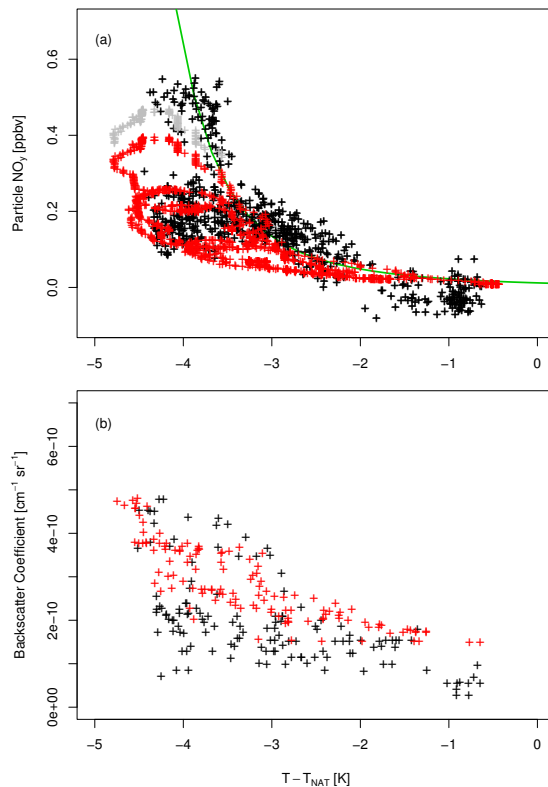 (a)
Particle NOy [ppbv]
0.6
0.4
0.2
0.0
−5 −4 −3 −2 −1 0
(b)
Backscatter Coefficient [cm−1 sr−1]
6e-10
4e-10
2e-10
0e+00
−5 −4 −3 −2 −1 0
T − TNAT [K]